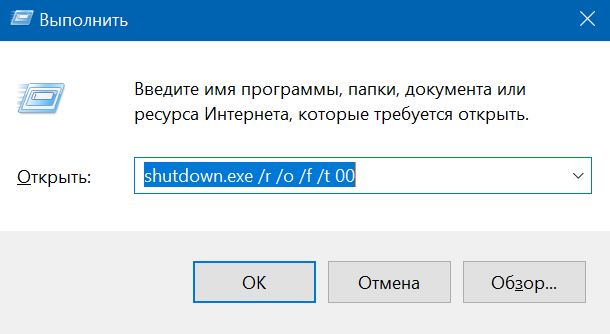 Выполнить
Введите имя программы, папки, документа или
ресурса Интернета, которые требуется открыть.
Открыть:
shutdown.exe /r /o /f /t 00
OK
Отмена
Обзор...